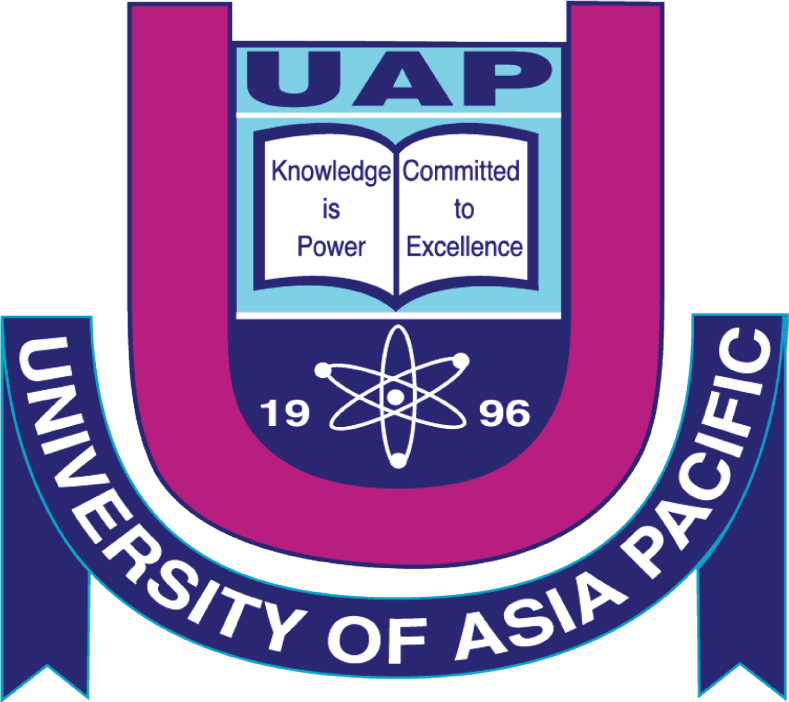 UAP
Knowledge
is
Power
Committed
to
Excellence
19 96
UNIVERSITY OF ASIA PACIFIC